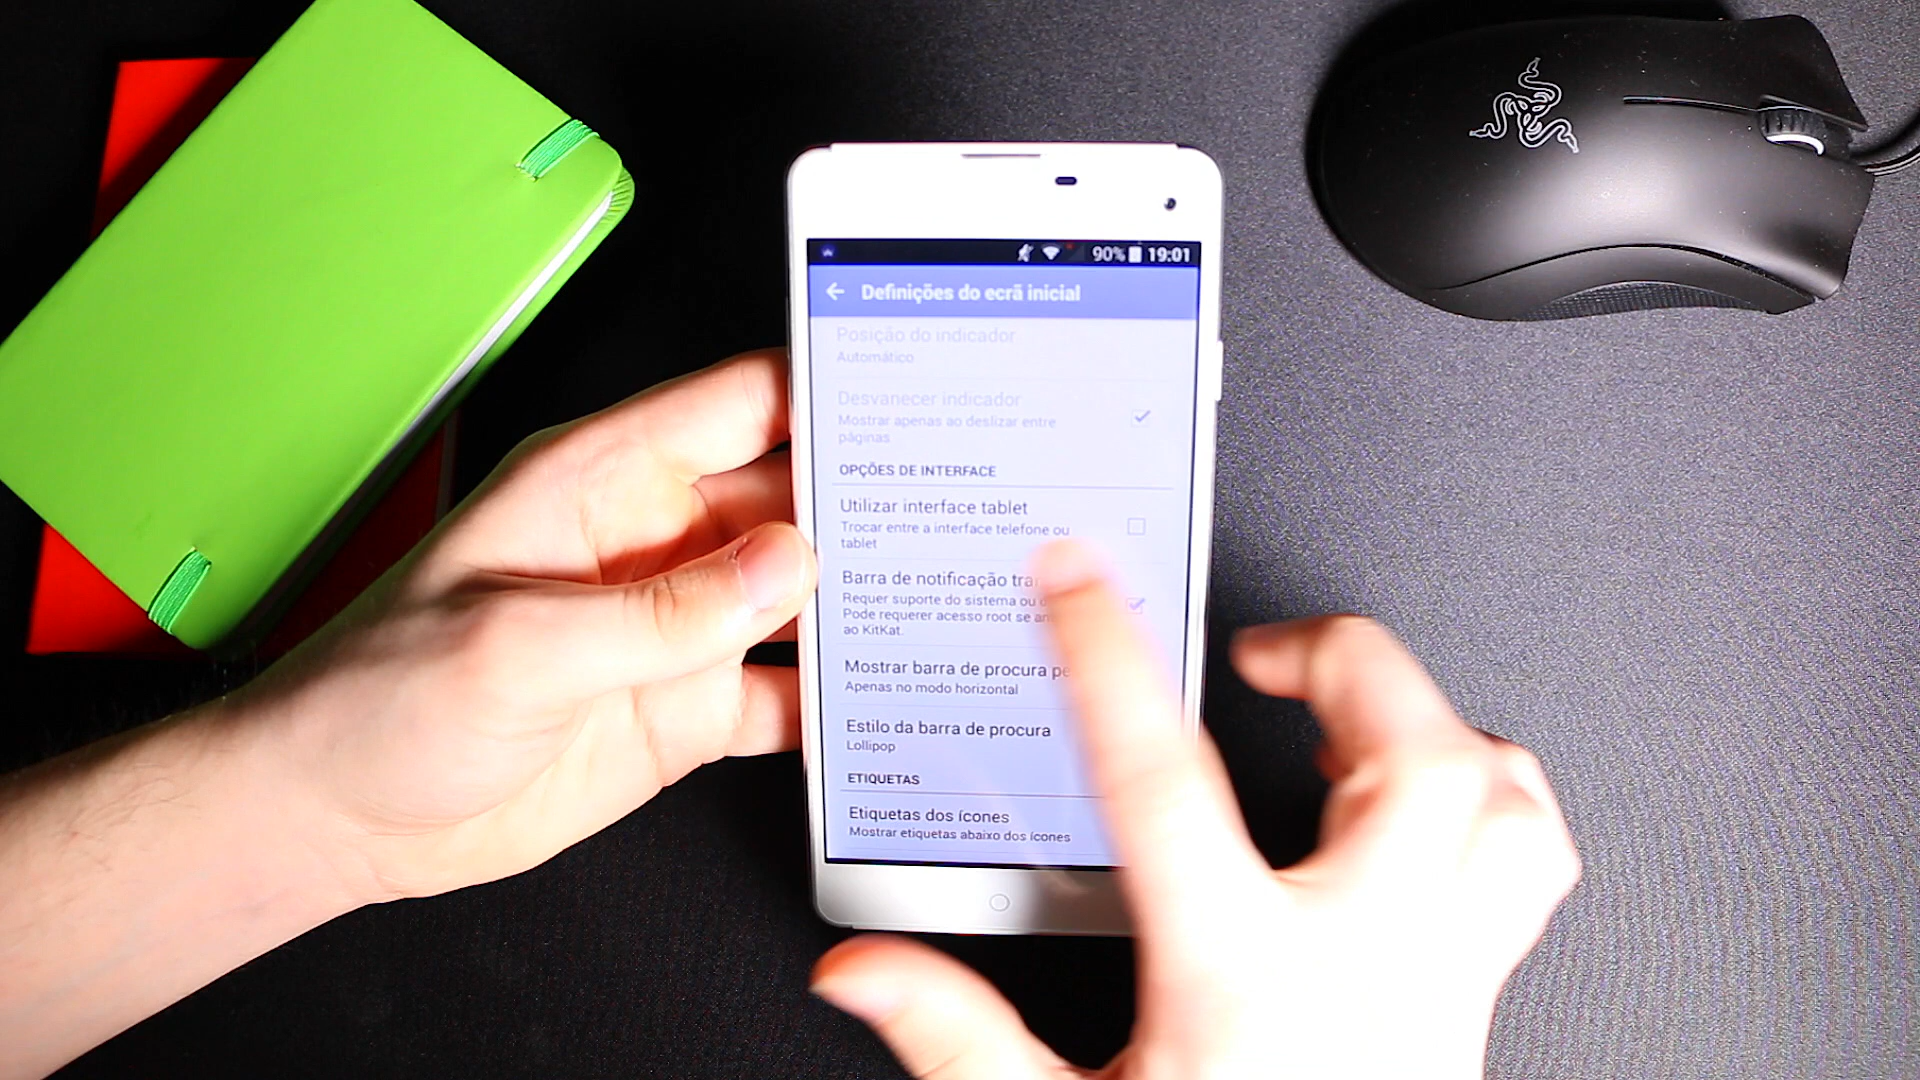 90% 19:01
Definições do ecrã inicial
Posição do indicador
Automático
Desvanecer indicador
Mostrar apenas ao deslizar entre
páginas
OPÇÕES DE INTERFACE
Utilizar interface tablet
Trocar entre a interface telefone ou
tablet
Barra de notificação
Requer suporte do sistema ou
Pode requerer acesso root se
ao KitKat.
Mostrar barra de procura
Apenas no modo horizontal
Estilo da barra de procura
Lollipop
ETIQUETAS
Etiquetas dos ícones
Mostrar etiquetas abaixo dos ícones